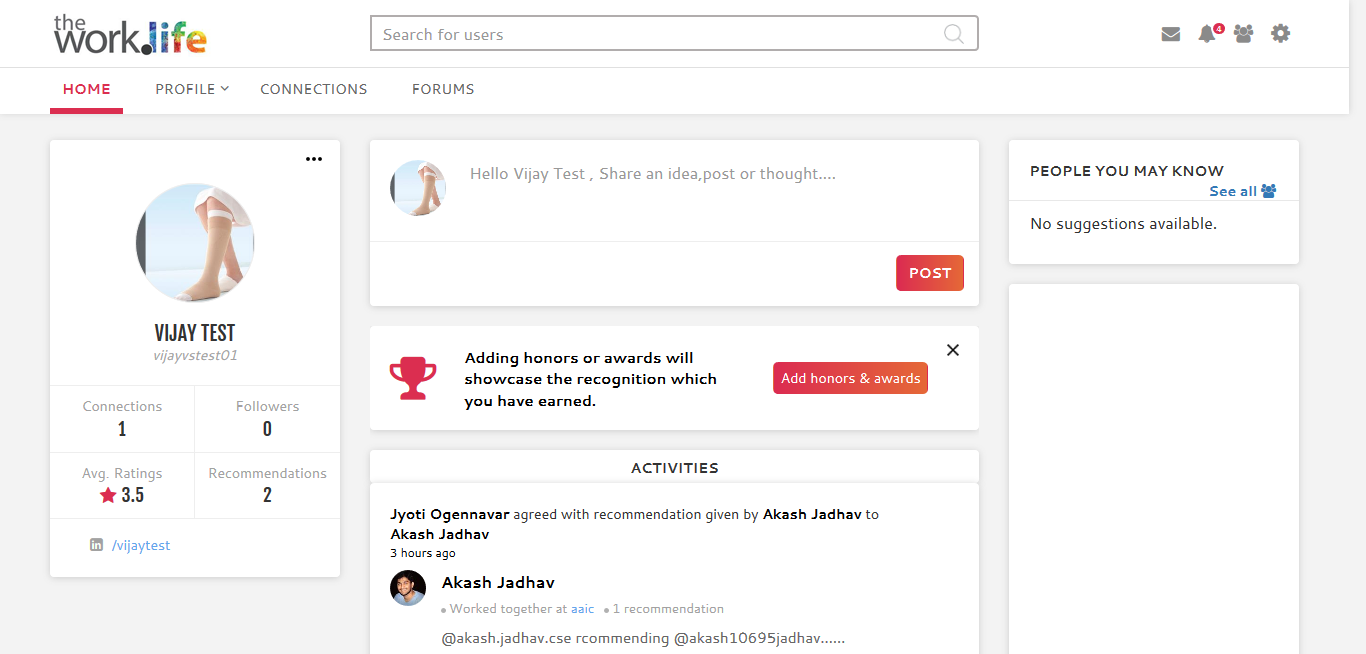 the
work.life
Search for users
4
HOME
PROFILE
CONNECTIONS
FORUMS
VIJAY TEST
vijayvstest01
Connections
1
Followers
0
Avg. Ratings
3.5
Recommendations
2
in /vijaytest
Hello Vijay Test , Share an idea,post or thought....
POST
Adding honors or awards will
showcase the recognition which
you have earned.
Add honors & awards
ACTIVITIES
Jyoti Ogennavar agreed with recommendation given by Akash Jadhav to
Akash Jadhav
3 hours ago
Akash Jadhav
• Worked together at aaic • 1 recommendation
@akash.jadhav.cse rcommending @akash10695jadhav......
PEOPLE YOU MAY KNOW
See all
No suggestions available.